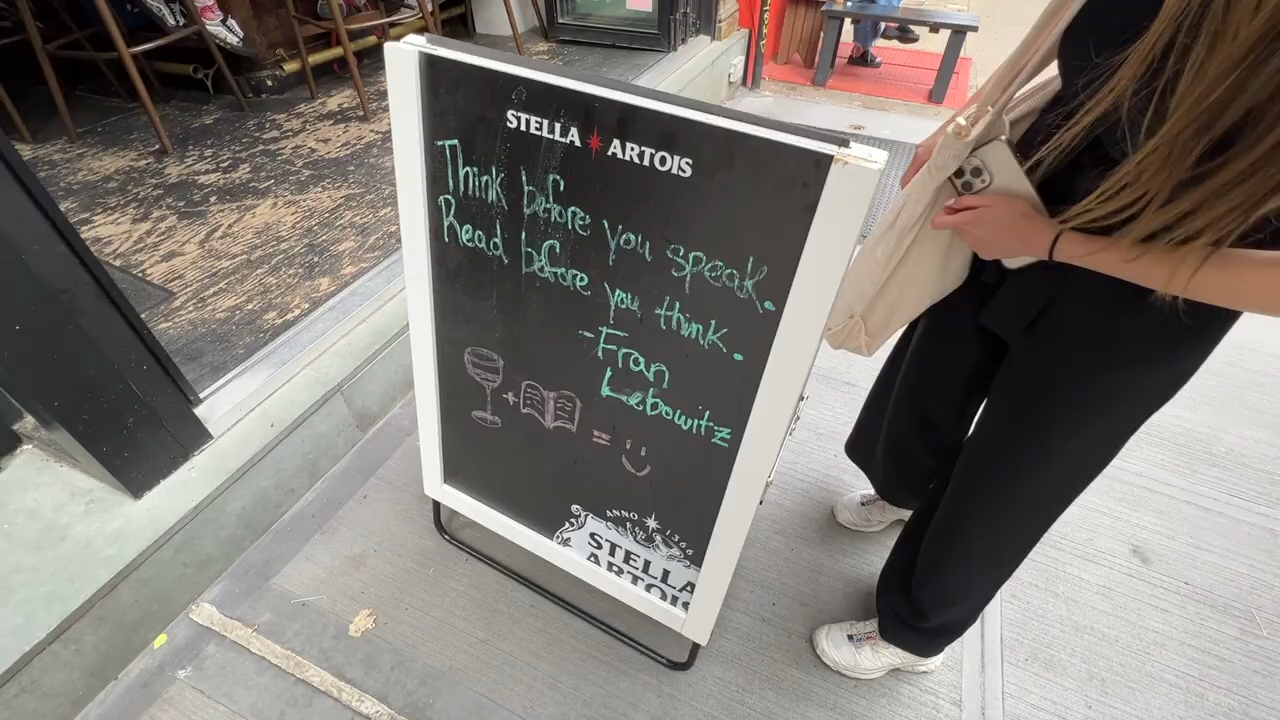 STELLA ARTOIS
Think before you speak.
Read before you think.
-Fran
Lebowitz
+ =
ANNO 1366
STELLA
ARTOIS